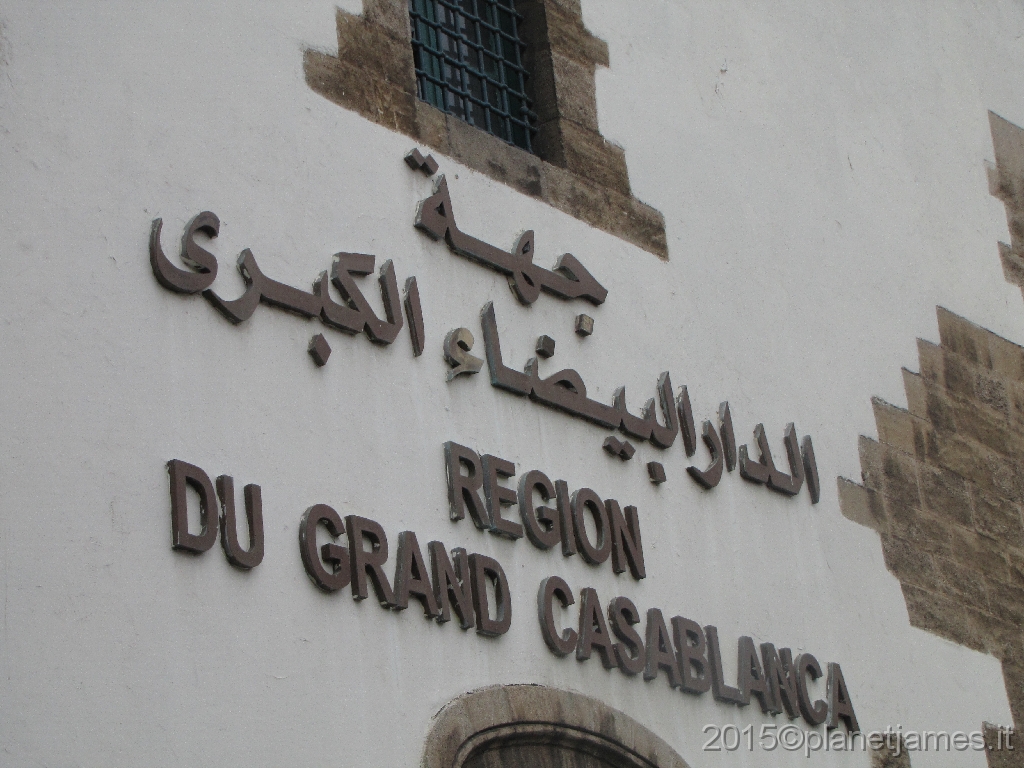 جهة
الدار البيضاء الكبرى
REGION
DU GRAND CASABLANCA
2015©planetjames.it